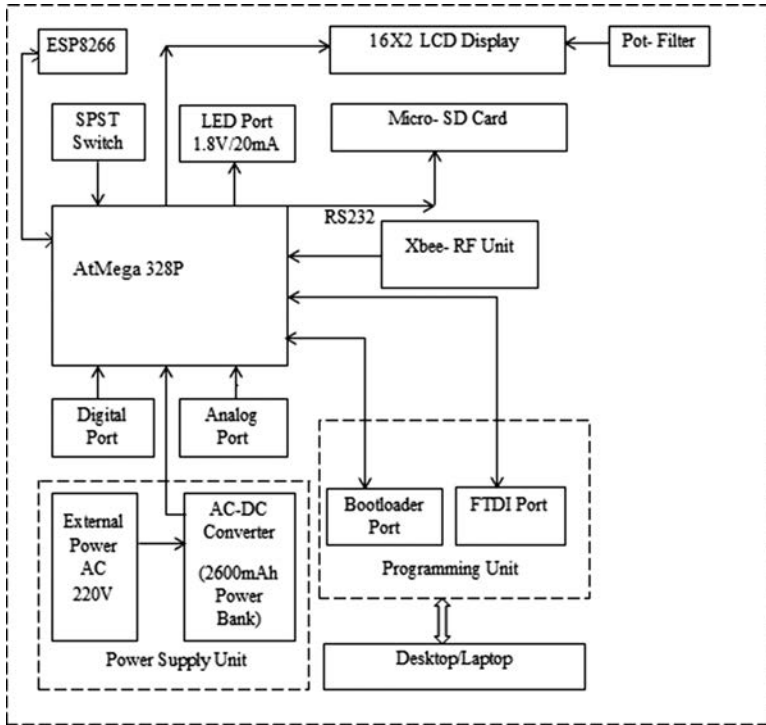 ESP8266
16X2 LCD Display
Pot- Filter
SPST
Switch
LED Port
1.8V/20mA
Micro- SD Card
RS232
AtMega 328P
Xbee- RF Unit
Digital
Port
Analog
Port
External
Power
AC
220V
AC-DC
Converter
(2600mAh
Power
Bank)
Power Supply Unit
Bootloader
Port
FTDI Port
Programming Unit
Desktop/Laptop